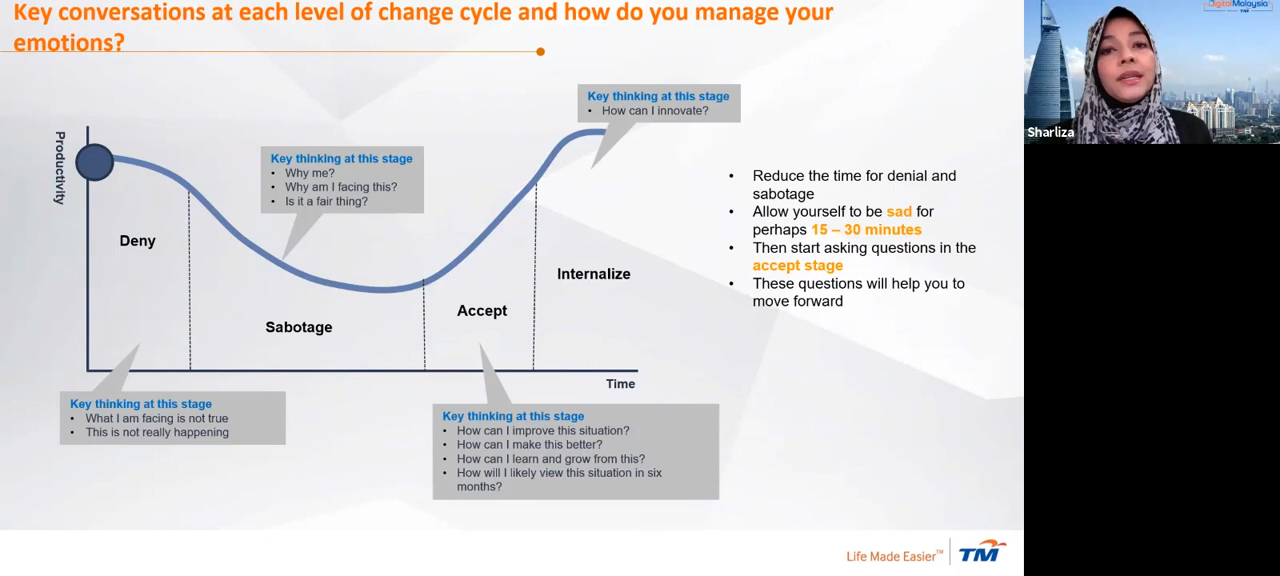 Key conversations at each level of change cycle and how do you manage your
emotions?
DigitalMalaysia
TM
Sharliza
Key thinking at this stage
• How can I innovate?
Productivity
Key thinking at this stage
• Why me?
• Why am I facing this?
• Is it a fair thing?
Deny
Sabotage
Accept
Internalize
Time
Key thinking at this stage
• What I am facing is not true
• This is not really happening
Key thinking at this stage
• How can I improve this situation?
• How can I make this better?
• How can I learn and grow from this?
• How will I likely view this situation in six
months?
• Reduce the time for denial and
sabotage
• Allow yourself to be sad for
perhaps 15 – 30 minutes
• Then start asking questions in the
accept stage
• These questions will help you to
move forward
Life Made Easier™
TM